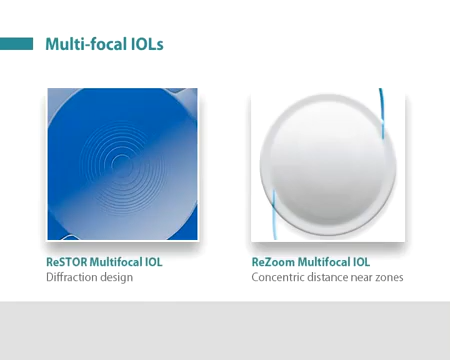 Multi-focal IOLs
ReSTOR Multifocal IOL
Diffraction design
ReZoom Multifocal IOL
Concentric distance near zones